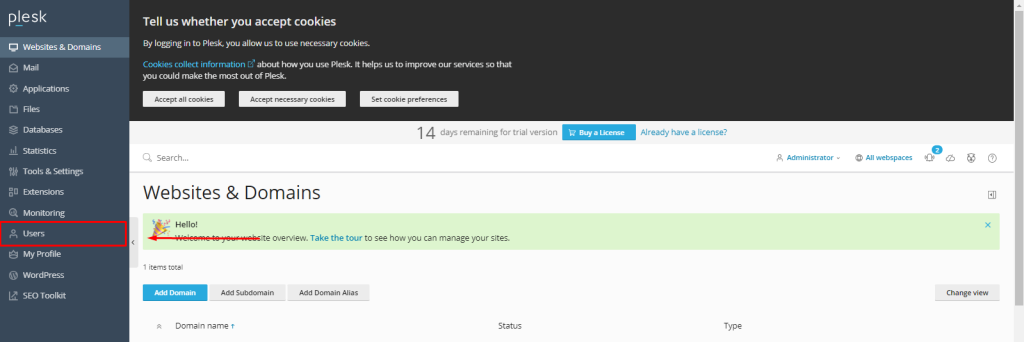 plesk
Websites & Domains
Mail
Applications
Files
Databases
Statistics
Tools & Settings
Extensions
Monitoring
Users
My Profile
WordPress
SEO Toolkit
Tell us whether you accept cookies
By logging in to Plesk, you allow us to use necessary cookies.
Cookies collect information about how you use Plesk. It helps us to improve our services so that
you could make the most out of Plesk.
Accept all cookies Accept necessary cookies Set cookie preferences
14 days remaining for trial version Buy a License Already have a license?
Search... Administrator All webspaces 2
Websites & Domains
Hello!
Welcome to your website overview. Take the tour to see how you can manage your sites.
1 items total
Add Domain Add Subdomain Add Domain Alias Change view
Domain name Status Type